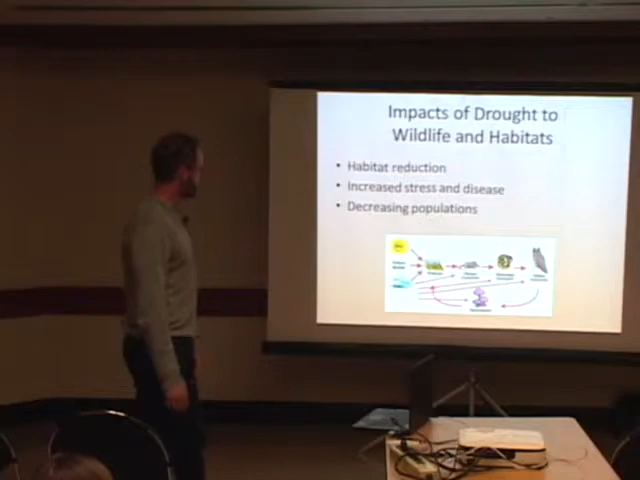 Impacts of Drought to
Wildlife and Habitats
• Habitat reduction
• Increased stress and disease
• Decreasing populations